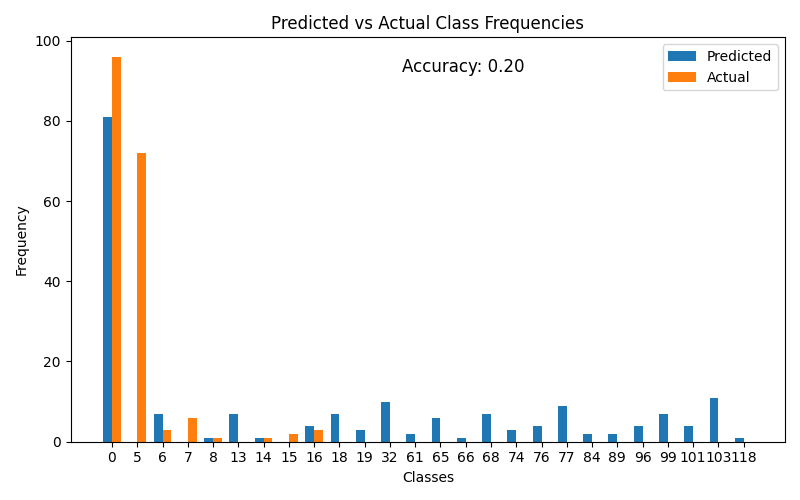 Predicted vs Actual Class Frequencies
Accuracy: 0.20
Predicted
Actual
100
80
60
40
20
0
Frequency
0 5 6 7 8 13 14 15 16 18 19 32 61 65 66 68 74 76 77 84 89 96 99 101 103 118
Classes